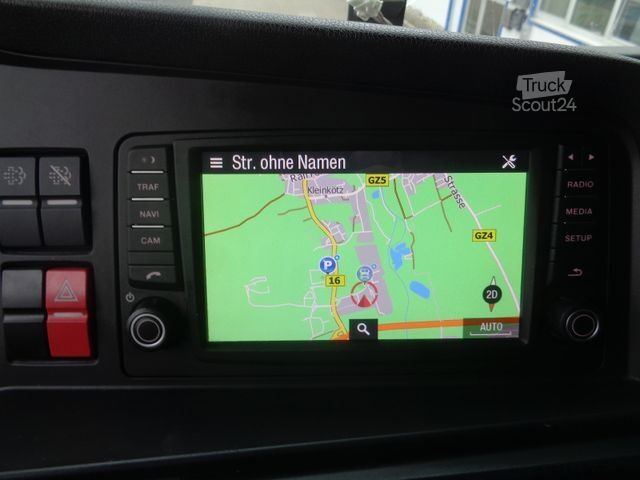 Truck
Scout24
Str. ohne Namen
TRAF
NAVI
CAM
RADIO
MEDIA
SETUP
GZ5
Kleinkötz
Strasse
GZ4
P
16
2D
AUTO